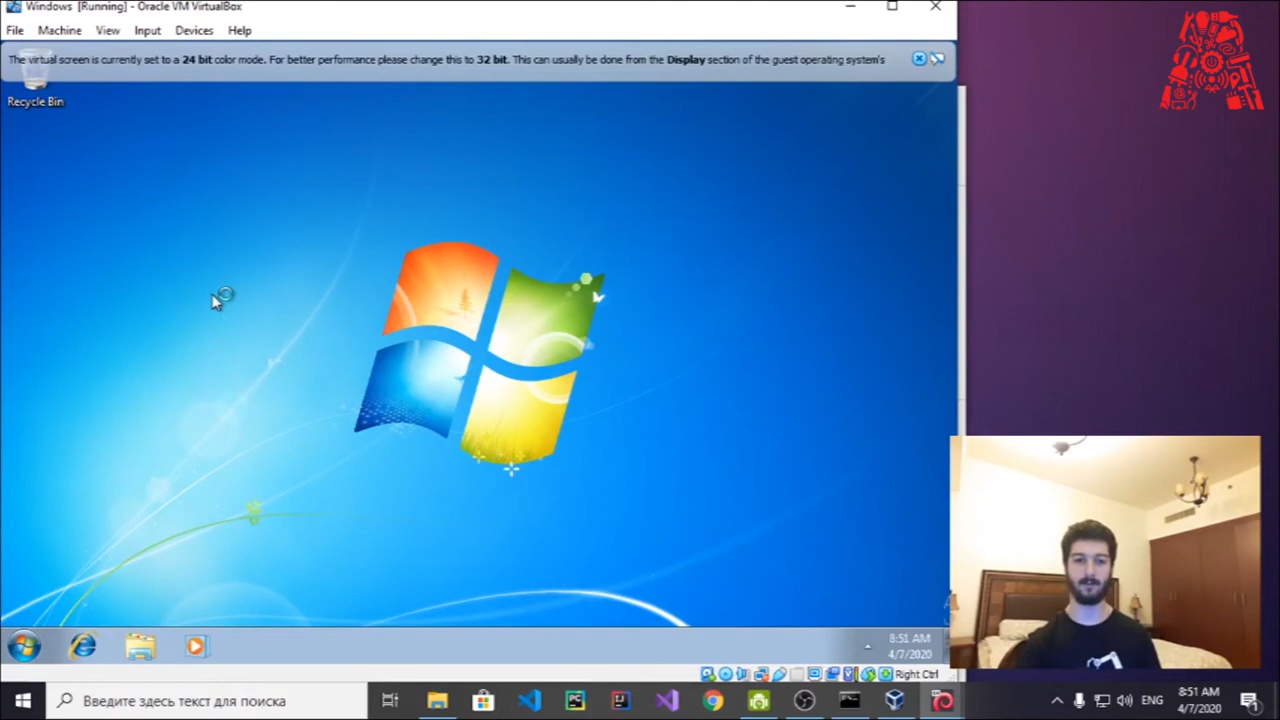 Windows [Running] - Oracle VM VirtualBox
File Machine View Input Devices Help
The virtual screen is currently set to a 24 bit color mode. For better performance please change this to 32 bit. This can usually be done from the Display section of the guest operating system's
Recycle Bin
8:51 AM
4/7/2020
Right Ctrl
Введите здесь текст для поиска
PC
IJ
ENG
8:51 AM
4/7/2020
1